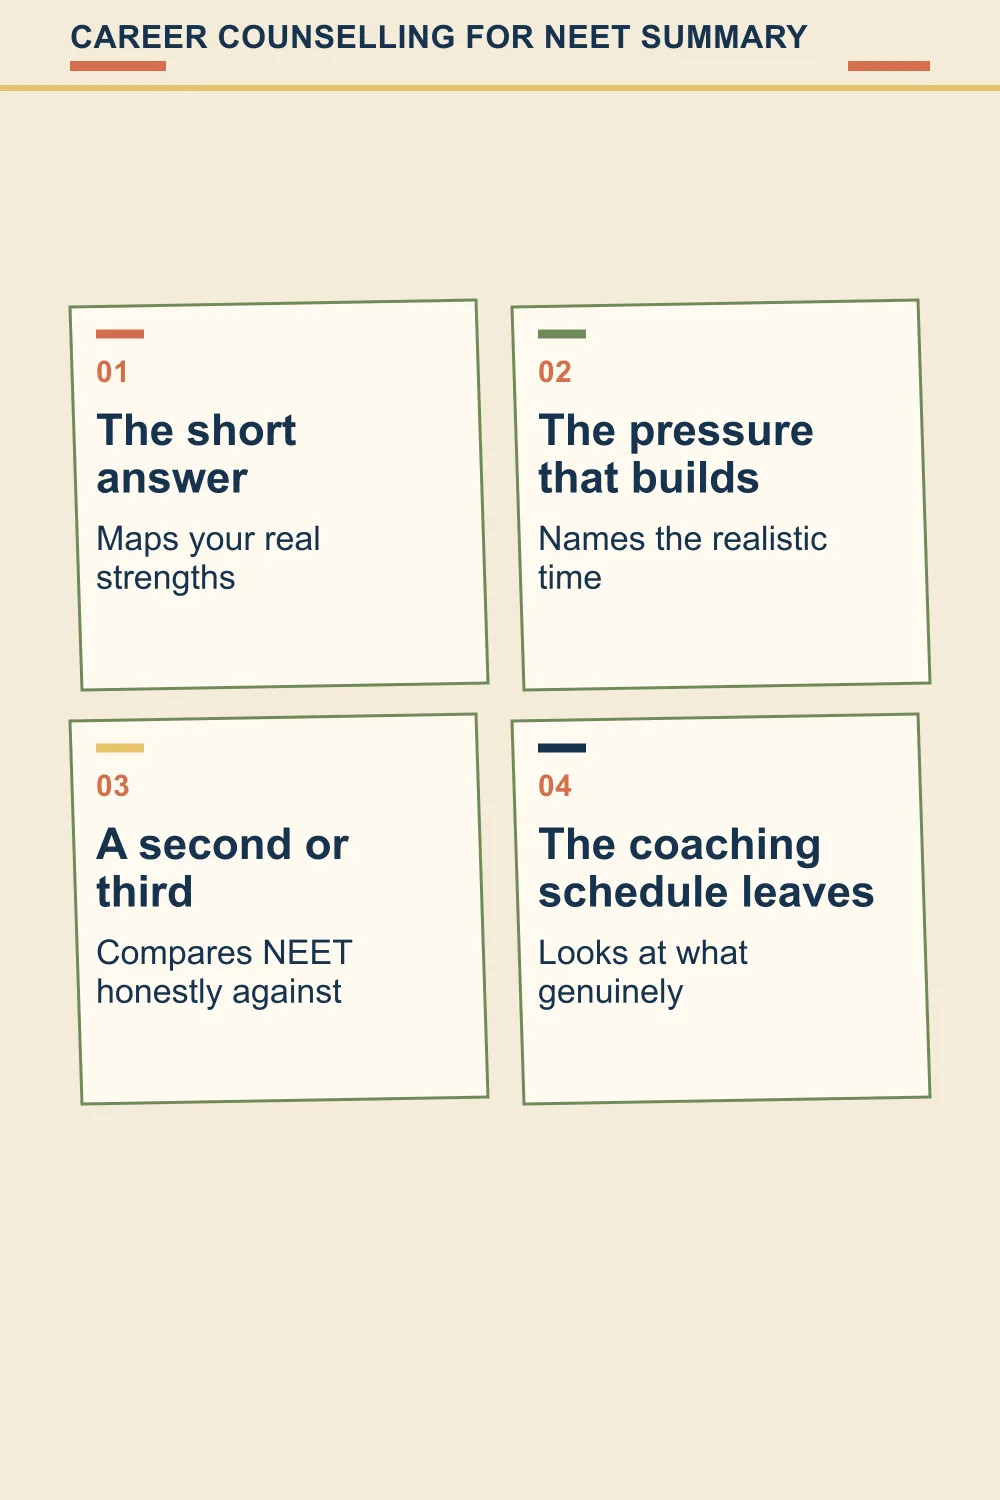 CAREER COUNSELLING FOR NEET SUMMARY
01
The short
answer
Maps your real
strengths
02
The pressure
that builds
Names the realistic
time
03
A second or
third
Compares NEET
honestly against
04
The coaching
schedule leaves
Looks at what
genuinely